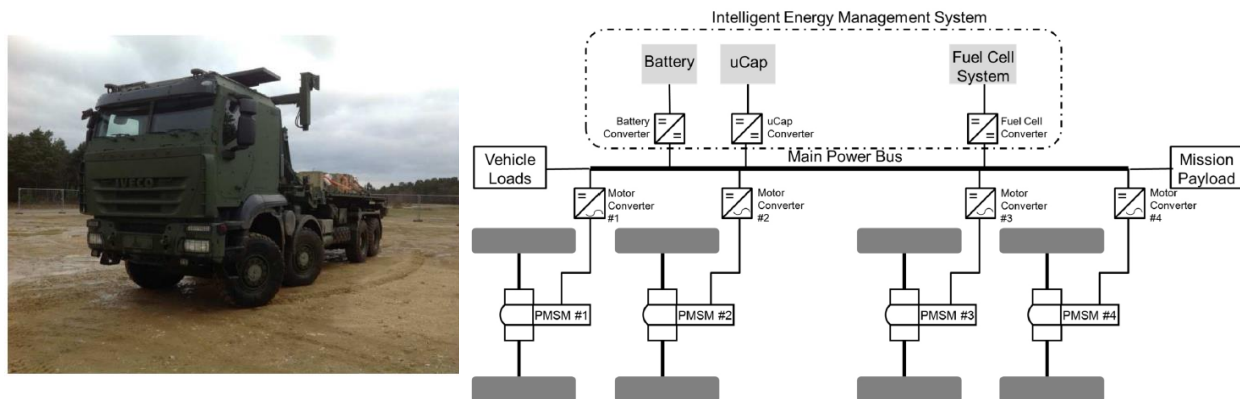 IVECO
Intelligent Energy Management System
Battery
uCap
Fuel Cell
System
Battery
Converter
uCap
Converter
Fuel Cell
Converter
Main Power Bus
Vehicle
Loads
Mission
Payload
Motor
Converter
#1
Motor
Converter
#2
Motor
Converter
#3
Motor
Converter
#4
PMSM #1
PMSM #2
PMSM #3
PMSM #4